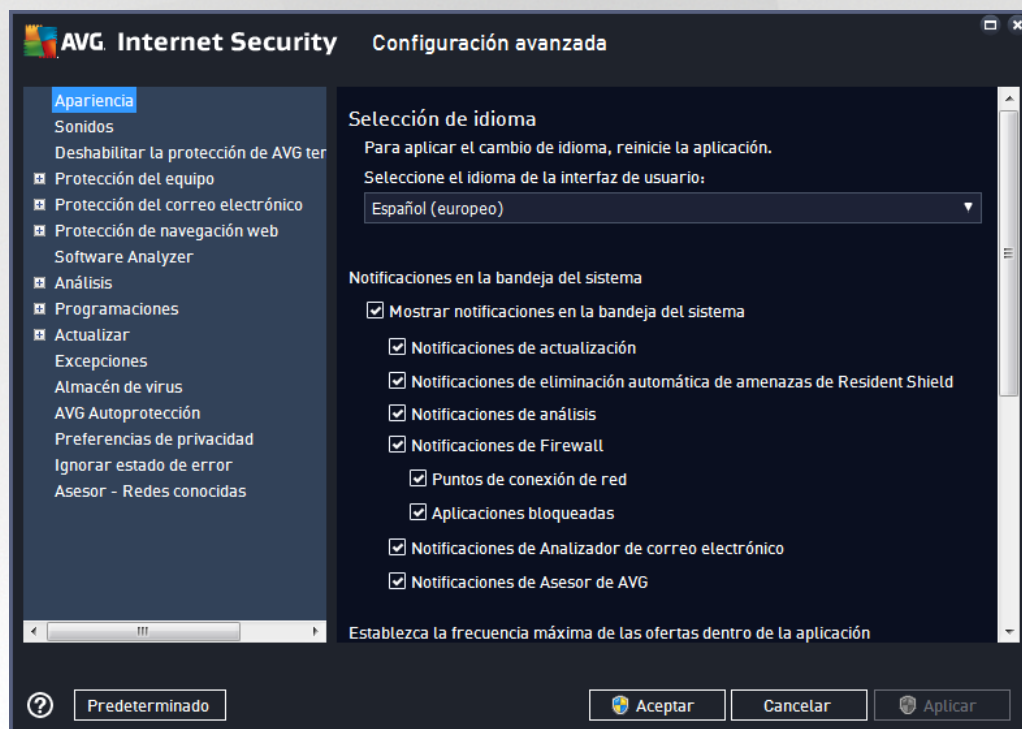 AVG. Internet Security Configuración avanzada
Apariencia
Sonidos
Deshabilitar la protección de AVG ter
Protección del equipo
Protección del correo electrónico
Protección de navegación web
Software Analyzer
Análisis
Programaciones
Actualizar
Excepciones
Almacén de virus
AVG Autoprotección
Preferencias de privacidad
Ignorar estado de error
Asesor - Redes conocidas
Selección de idioma
Para aplicar el cambio de idioma, reinicie la aplicación.
Seleccione el idioma de la interfaz de usuario:
Español (europeo)
Notificaciones en la bandeja del sistema
Mostrar notificaciones en la bandeja del sistema
Notificaciones de actualización
Notificaciones de eliminación automática de amenazas de Resident Shield
Notificaciones de análisis
Notificaciones de Firewall
Puntos de conexión de red
Aplicaciones bloqueadas
Notificaciones de Analizador de correo electrónico
Notificaciones de Asesor de AVG
Establezca la frecuencia máxima de las ofertas dentro de la aplicación
? Predeterminado Aceptar Cancelar Aplicar